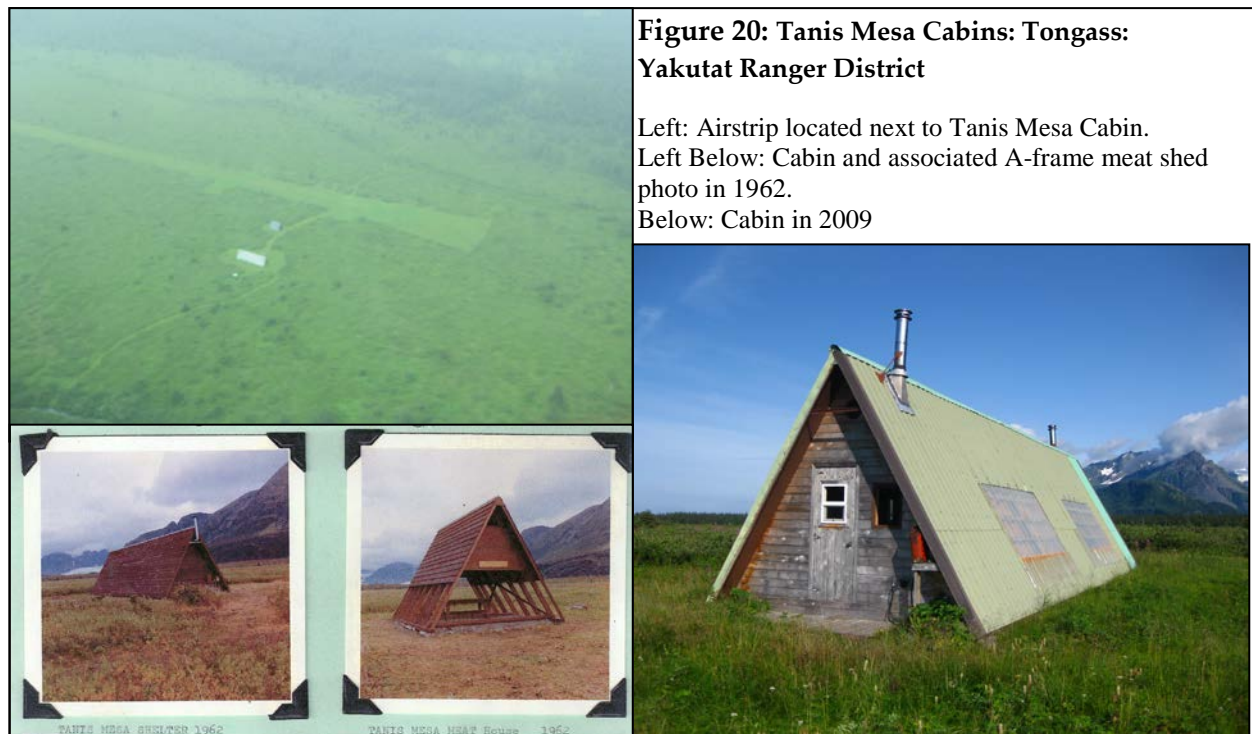 Figure 20: Tanis Mesa Cabins: Tongass:
Yakutat Ranger District
Left: Airstrip located next to Tanis Mesa Cabin.
Left Below: Cabin and associated A-frame meat shed
photo in 1962.
Below: Cabin in 2009
TANIS MESA SHELTER 1962
TANIS MESA MEAT House 1962